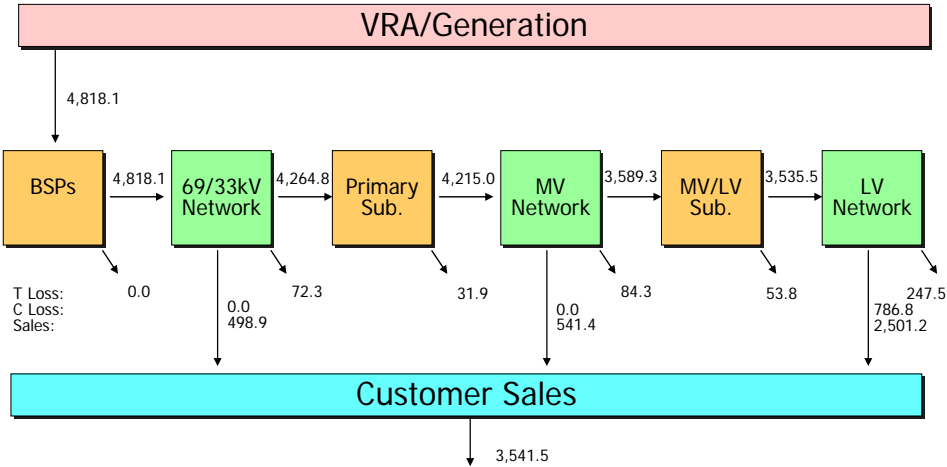 VRA/Generation
4,818.1
BSPs
4,818.1
69/33kV
Network
4,264.8
Primary
Sub.
4,215.0
MV
Network
3,589.3
MV/LV
Sub.
3,535.5
LV
Network
T Loss:
0.0
72.3
31.9
84.3
53.8
247.5
C Loss:
0.0
0.0
786.8
Sales:
498.9
541.4
2,501.2
Customer Sales
3,541.5